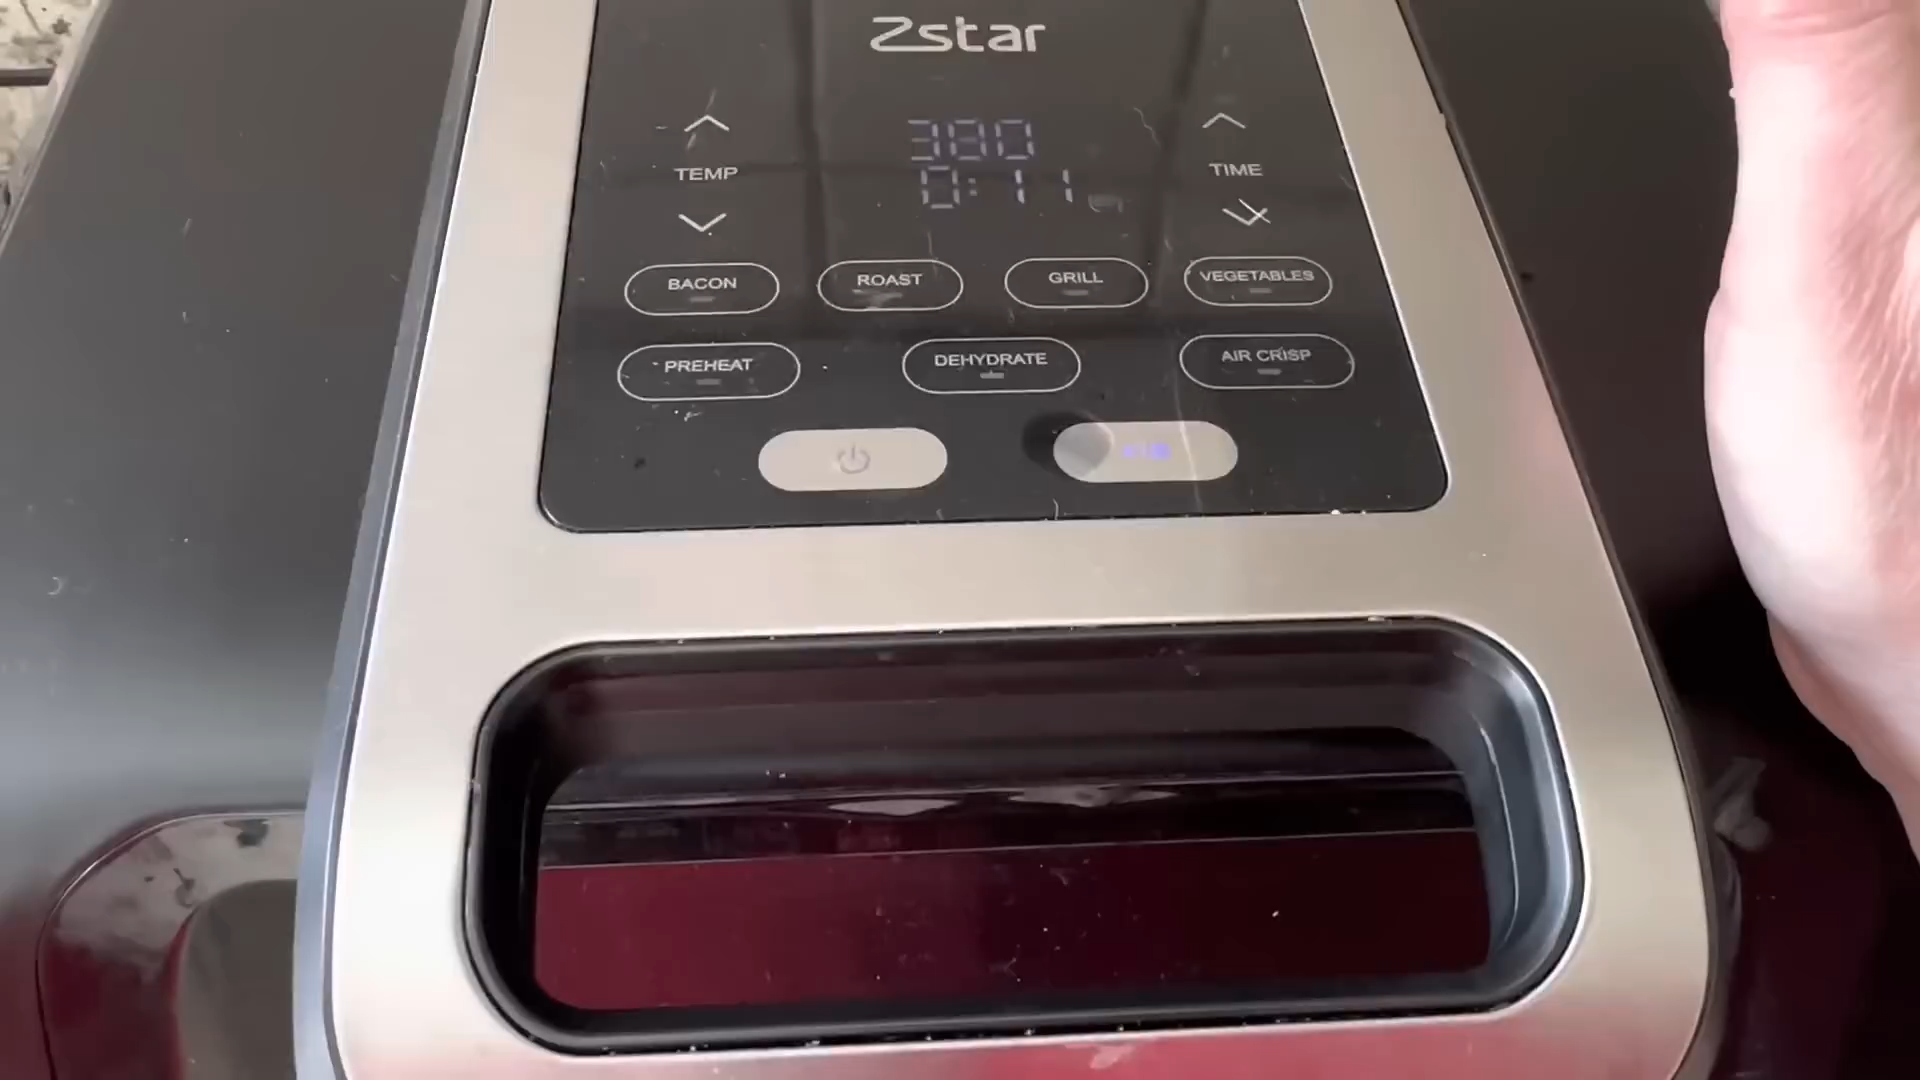 Zstar
380
TEMP
0:11
TIME
BACON
ROAST
GRILL
VEGETABLES
PREHEAT
DEHYDRATE
AIR CRISP